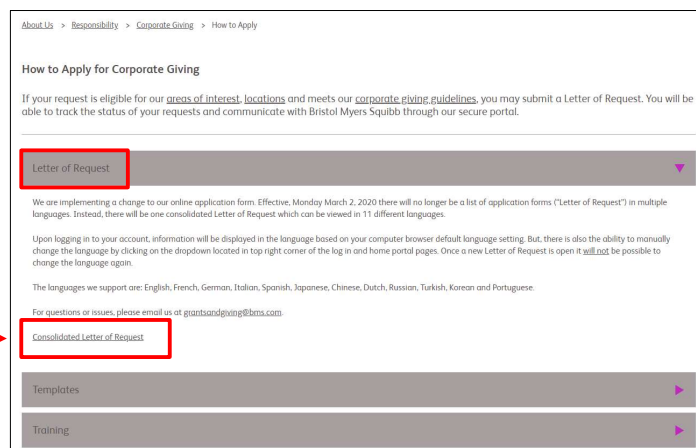 About Us > Responsibility > Corporate Giving > How to Apply
How to Apply for Corporate Giving
If your request is eligible for our areas of interest, locations and meets our corporate giving guidelines, you may submit a Letter of Request. You will be
able to track the status of your requests and communicate with Bristol Myers Squibb through our secure portal.
Letter of Request
We are implementing a change to our online application form. Effective, Monday March 2, 2020 there will no longer be a list of application forms ("Letter of Request") in multiple
languages. Instead, there will be one consolidated Letter of Request which can be viewed in 11 different languages.
Upon logging in to your account, information will be displayed in the language based on your computer browser default language setting. But, there is also the ability to manually
change the language by clicking on the dropdown located in top right corner of the log in and home portal pages. Once a new Letter of Request is open it will not be possible to
change the language again.
The languages we support are: English, French, German, Italian, Spanish, Japanese, Chinese, Dutch, Russian, Turkish, Korean and Portuguese.
For questions or issues, please email us at grantsandgiving@bms.com.
Consolidated Letter of Request
Templates
Training